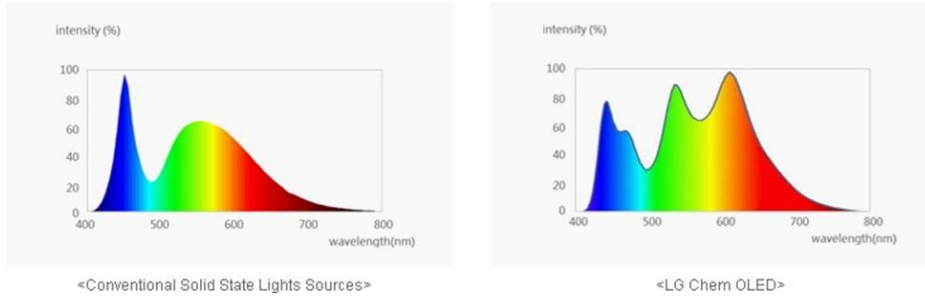 intensity (%)
100
80
60
40
20
0
400 500 600 700 800
wavelength(nm)
<Conventional Solid State Lights Sources>
intensity (%)
100
80
60
40
20
0
400 500 600 700 800
wavelength(nm)
<LG Chem OLED>